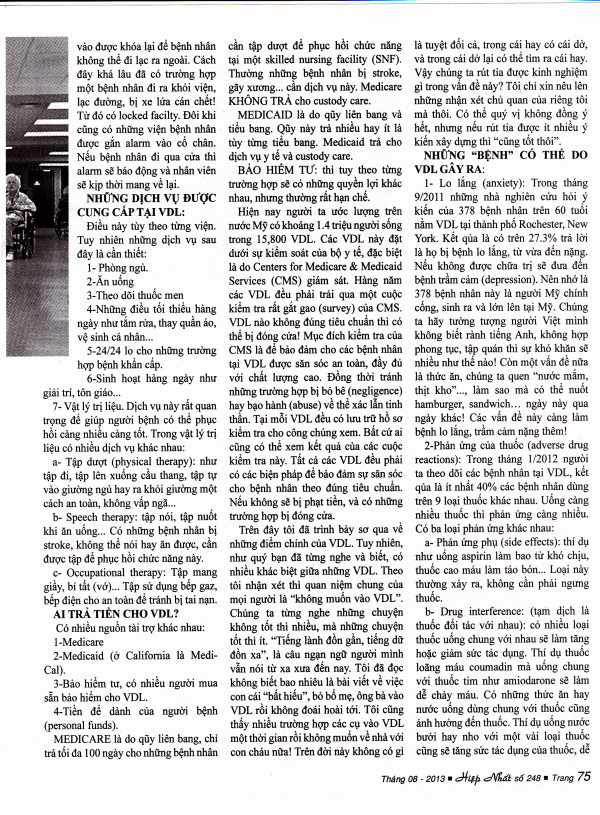 vào được khóa lại để bệnh nhân
không thể đi lạc ra ngoài. Cách
đây khá lâu đã có trường hợp
một bệnh nhân đi ra khỏi viện,
lạc đường, bị xe lửa cán chết!
Từ đó có locked facilty. Đôi khi
cũng có những viện bệnh nhân
được gắn alarm vào cổ chân.
Nếu bệnh nhân đi qua cửa thì
alarm sẽ báo động và nhân viên
sẽ kịp thời mang về lại.
NHỮNG DỊCH VỤ ĐƯỢC
CUNG CẤP TẠI VDL:
Điều này tùy theo từng viện.
Tuy nhiên những dịch vụ sau
đây là cần thiết:
1- Phòng ngủ.
2-Ăn uống
3-Theo dõi thuốc men
4-Những điều tối thiểu hàng
ngày như tắm rửa, thay quần áo,
vệ sinh cá nhân...
5-24/24 lo cho những trường
hợp bệnh khẩn cấp.
6-Sinh hoạt hàng ngày như
giải trí, tôn giáo...
7- Vật lý trị liệu. Dịch vụ này rất quan
trọng để giúp người bệnh có thể phục
hồi càng nhiều càng tốt. Trong vật lý trị
liệu có nhiều dịch vụ khác nhau:
a- Tập dượt (physical therapy): như
tập đi, tập lên xuống cầu thang, tập tự
vào giường ngủ hay ra khỏi giường một
cách an toàn, không vấp ngã...
b- Speech therapy: tập nói, tập nuốt
khi ăn uống... Có những bệnh nhân bị
stroke, không thể nói hay ăn được, cần
được tập để phục hồi chức năng này.
c- Occupational therapy: Tập mang
giầy, bí tất (vớ)... Tập sử dụng bếp gaz,
bếp điện cho an toàn để tránh bị tai nạn.
AI TRẢ TIỀN CHO VDL?
Có nhiều nguồn tài trợ khác nhau:
1-Medicare
2-Medicaid (ở California là Medi-
Cal).
3-Bảo hiểm tư, có nhiều người mua
sẵn bảo hiểm cho VDL.
4-Tiền để dành của người bệnh
(personal funds).
MEDICARE là do qũy liên bang, chỉ
trả tối đa 100 ngày cho những bệnh nhân
cần tập dượt để phục hồi chức năng
tại một skilled nursing facility (SNF).
Thường những bệnh nhân bị stroke,
gãy xương... cần dịch vụ này. Medicare
KHÔNG TRẢ cho custody care.
MEDICAID là do qũy liên bang và
tiểu bang. Qũy này trả nhiều hay ít là
tùy từng tiểu bang. Medicaid trả cho
dịch vụ y tế và custody care.
BẢO HIỂM TƯ: thì tuy theo từng
trường hợp sẽ có những quyền lợi khác
nhau, nhưng thường rất hạn chế.
Hiện nay người ta ước lượng trên
nước Mỹ có khoảng 1.4 triệu người sống
trong 15,800 VDL. Các VDL này đặt
dưới sự kiểm soát của bộ y tế, đặc biệt
là do Centers for Medicare & Medicaid
Services (CMS) giám sát. Hàng năm
các VDL đều phải trải qua một cuộc
kiểm tra rất gắt gao (survey) của CMS.
VDL nào không đúng tiêu chuẩn thì có
thể bị đóng cửa! Mục đích kiểm tra của
CMS là để bảo đảm cho các bệnh nhân
tại VDL được săn sóc an toàn, đầy đủ
với chất lượng cao. Đồng thời tránh
những trường hợp bị bỏ bê (negligence)
hay bạo hành (abuse) về thể xác lẫn tinh
thần. Tại mỗi VDL đều có lưu trữ hồ sơ
kiểm tra cho công chúng xem. Bất cứ ai
cũng có thể xem kết quả của các cuộc
kiểm tra này. Tất cả các VDL đều phải
có các biện pháp để bảo đảm sự săn sóc
cho bệnh nhân theo đúng tiêu chuẩn.
Nếu không sẽ bị phạt tiền, và có những
trường hợp bị đóng cửa.
Trên đây tôi đã trình bày sơ qua về
những điểm chính của VDL. Tuy nhiên,
như quý bạn đã từng nghe và biết, có
nhiều khác biệt giữa những VDL. Theo
tôi nhận xét thì quan niệm chung của
mọi người là "không muốn vào VDL".
Chúng ta từng nghe những chuyện
không tốt thì nhiều, mà những chuyện
tốt thì ít. "Tiếng lành đồn gần, tiếng dữ
đồn xa", là câu ngạn ngữ người mình
vẫn nói từ xa xưa đến nay. Tôi đã đọc
không biết bao nhiêu là bài viết về việc
con cái "bất hiếu", bỏ bố mẹ, ông bà vào
VDL rồi không đoái hoài tới. Tôi cũng
thấy nhiều trường hợp các cụ vào VDL
một thời gian rồi không muốn về nhà với
con cháu nữa! Trên đời này không có gì
là tuyệt đối cả, trong cái hay có cái dở,
và trong cái dở lại có thể tìm ra cái hay.
Vậy chúng ta rút tỉa được kinh nghiệm
gì trong vấn đề này? Tôi chỉ xin nêu lên
những nhận xét chủ quan của riêng tôi
mà thôi. Có thể quý vị không đồng ý
hết, nhưng nếu rút tỉa được ít nhiều ý
kiến xây dựng thì "cũng tốt thôi".
NHỮNG "BỆNH" CÓ THỂ DO
VDL GÂY RA:
1- Lo lắng (anxiety): Trong tháng
9/2011 những nhà nghiên cứu hỏi ý
kiến của 378 bệnh nhân trên 60 tuổi
nằm VDL tại thành phố Rochester, New
York. Kết qủa là có trên 27.3% trả lời
là họ bị bệnh lo lắng, từ vừa đến nặng.
Nếu không được chữa trị sẽ đưa đến
bệnh trầm cảm (depression). Nên nhớ là
378 bệnh nhân này là người Mỹ chính
cống, sinh ra và lớn lên tại Mỹ. Chúng
ta hãy tưởng tượng người Việt mình
không biết rành tiếng Anh, không hợp
phong tục, tập quán thì sự khó khăn sẽ
nhiều như thế nào! Còn một vấn đề nữa
là thức ăn, chúng ta quen "nước mắm,
thịt kho"..., làm sao mà có thể nuốt
hamburger, sandwich... ngày này qua
ngày khác! Các vấn đề này càng làm
bệnh lo lắng, trầm cảm nặng thêm!
2-Phản ứng của thuốc (adverse drug
reactions): Trong tháng 1/2012 người
ta theo dõi các bệnh nhân tại VDL, kết
qủa là ít nhất 40% các bệnh nhân dùng
trên 9 loại thuốc khác nhau. Uống càng
nhiều thuốc thì phản ứng càng nhiều.
Có ba loại phản ứng khác nhau:
a- Phản ứng phụ (side effects): thí dụ
như uống aspirin làm bao tử khó chịu,
thuốc cao máu làm táo bón... Loại này
thường xảy ra, không cần phải ngưng
thuốc.
b- Drug interference: (tạm dịch là
thuốc đối tác với nhau): có nhiều loại
thuốc uống chung với nhau sẽ làm tăng
hoặc giảm sức tác dụng. Thí dụ thuốc
loãng máu coumadin mà uống chung
với thuốc tim như amiodarone sẽ làm
dễ chảy máu. Có những thức ăn hay
nước uống dùng chung với thuốc cũng
ảnh hưởng đến thuốc. Thí dụ uống nước
bưởi hay nho với một vài loại thuốc
cũng sẽ tăng sức tác dụng của thuốc, dễ
Tháng 08 - 2013 ■ Hiệp Nhất số 248 ■ Trang 75